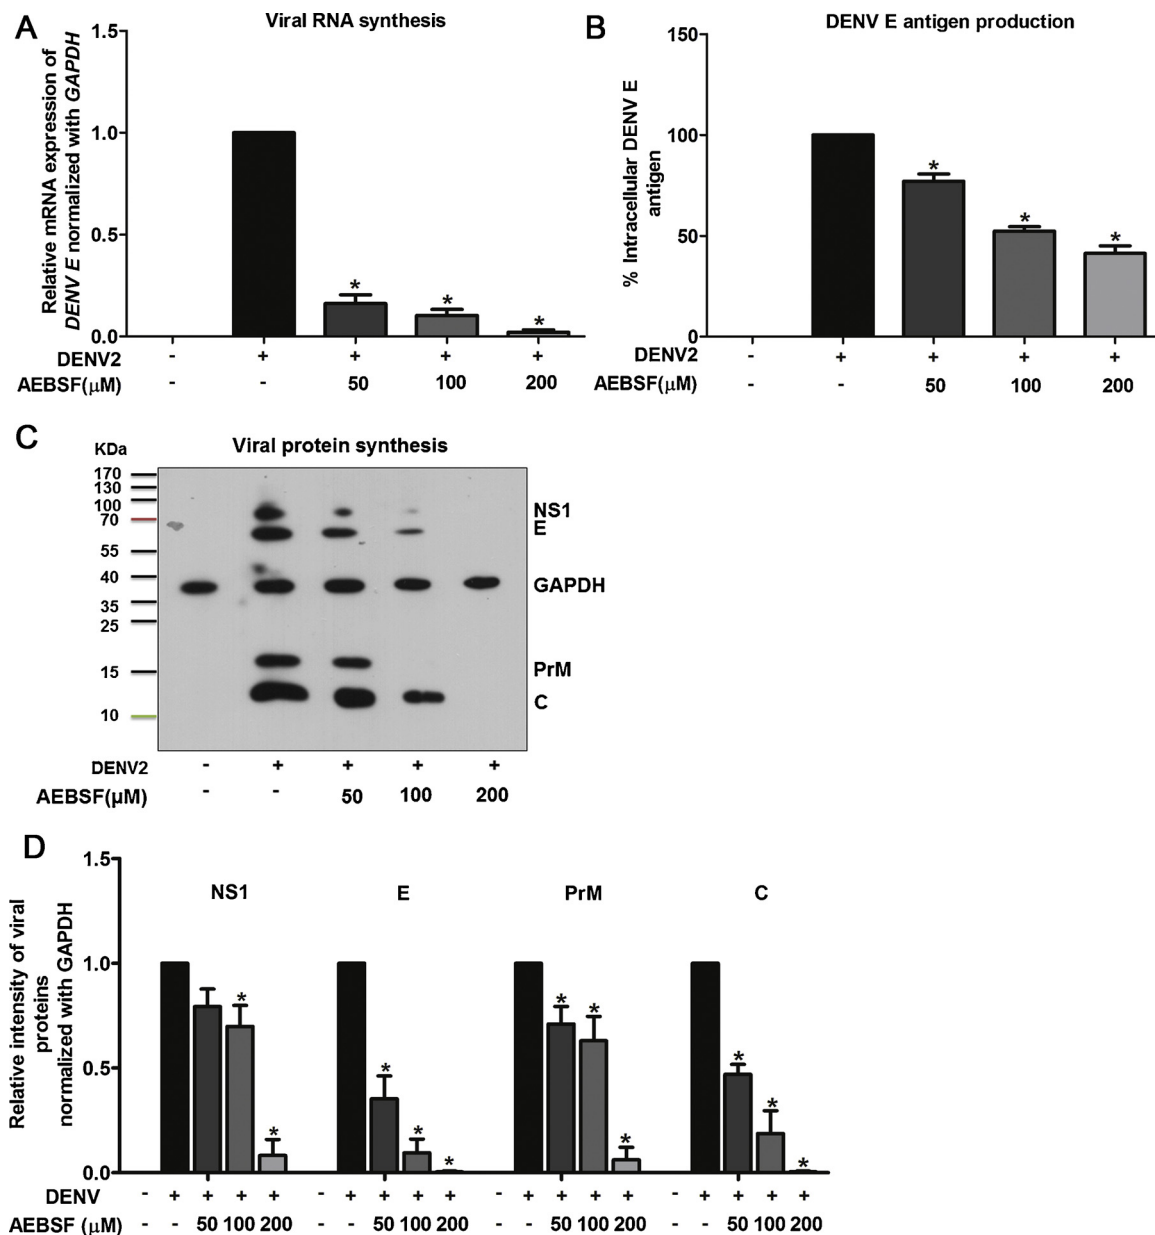 A
Viral RNA synthesis
Relative mRNA expression of
DENV E normalized with GAPDH
1.5
1.0
0.5
0.0
* * *
DENV2 - + + + +
AEBSF(μM) - - 50 100 200
B
DENV E antigen production
% Intracellular DENV E
antigen
150
100
50
0
* * *
DENV2 - + + + +
AEBSF(μM) - - 50 100 200
C
Viral protein synthesis
KDa
170
130
100
70
55
40
35
25
15
10
NS1
E
GAPDH
PrM
C
DENV2 - + + + +
AEBSF(μM) - - 50 100 200
D
Relative intensity of viral
proteins
normalized with GAPDH
1.5
1.0
0.5
0.0
NS1 E PrM C
* * * * * * * * * * *
DENV - + + + + - + + + + - + + + + - + + + +
AEBSF (μM) - - 50 100 200 - - 50 100 200 - - 50 100 200 - - 50 100 200